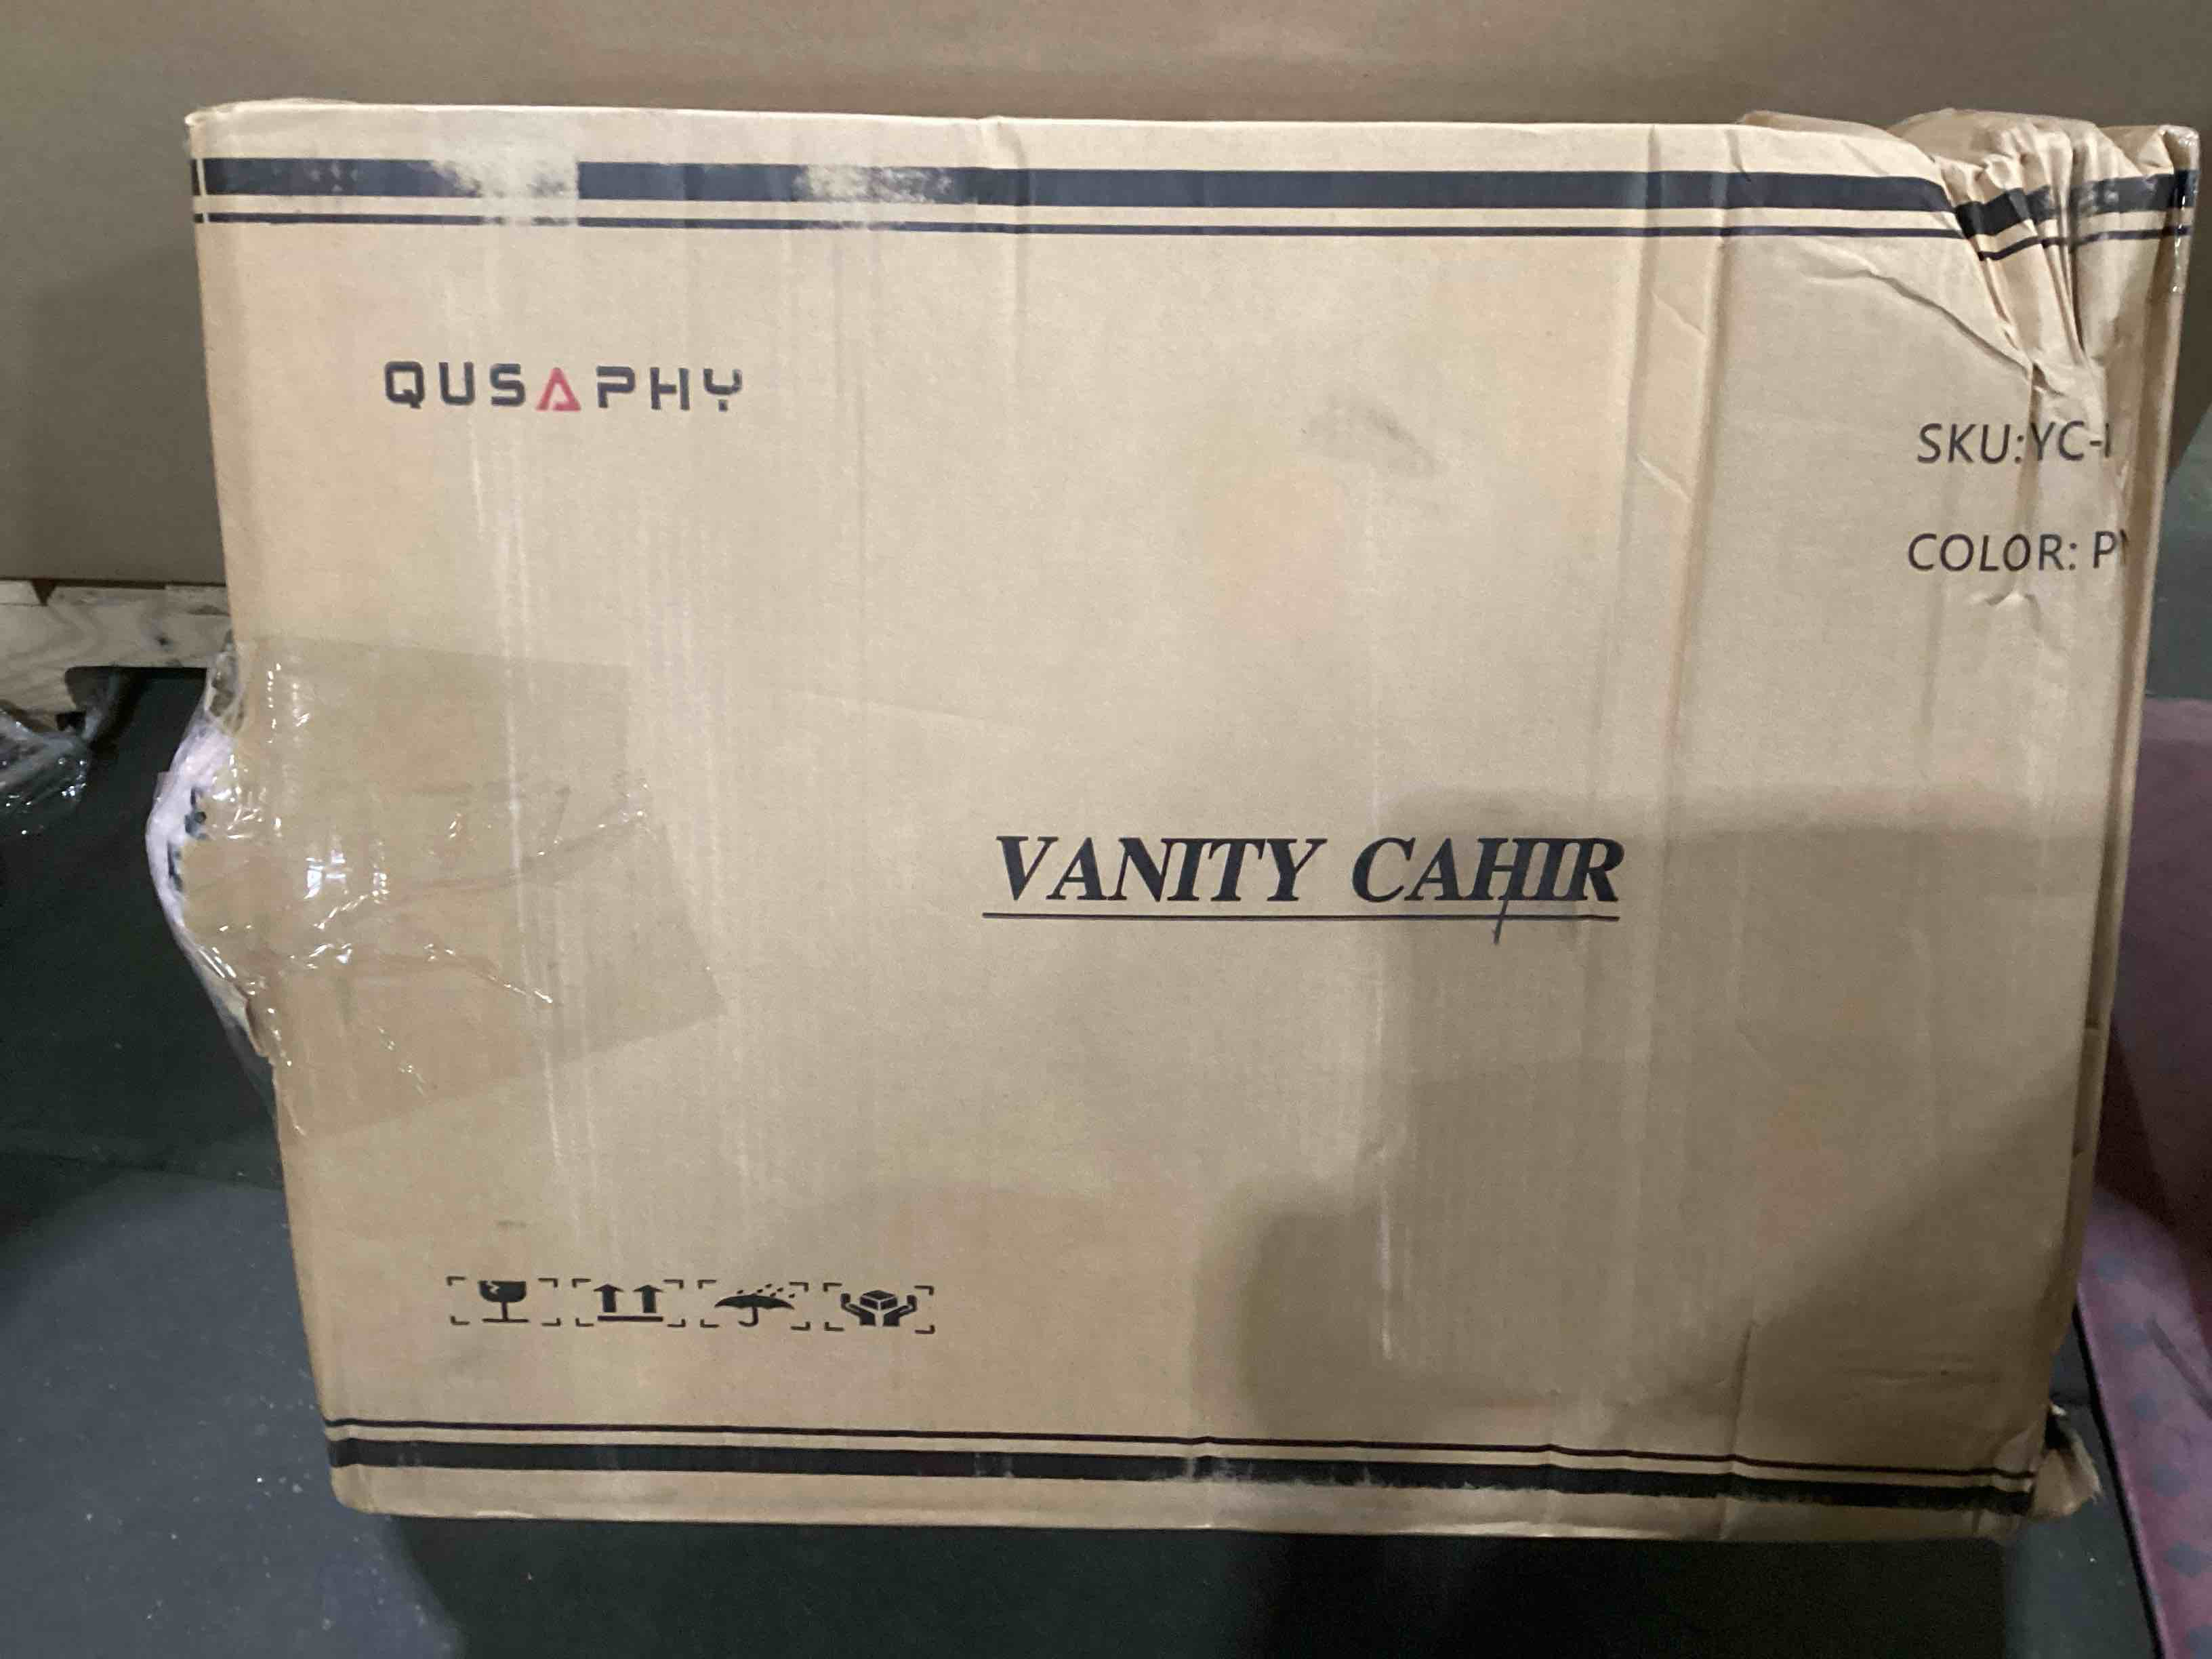 QUSAPHY
SKU:YC-
COLOR: P
VANITY CAHIR